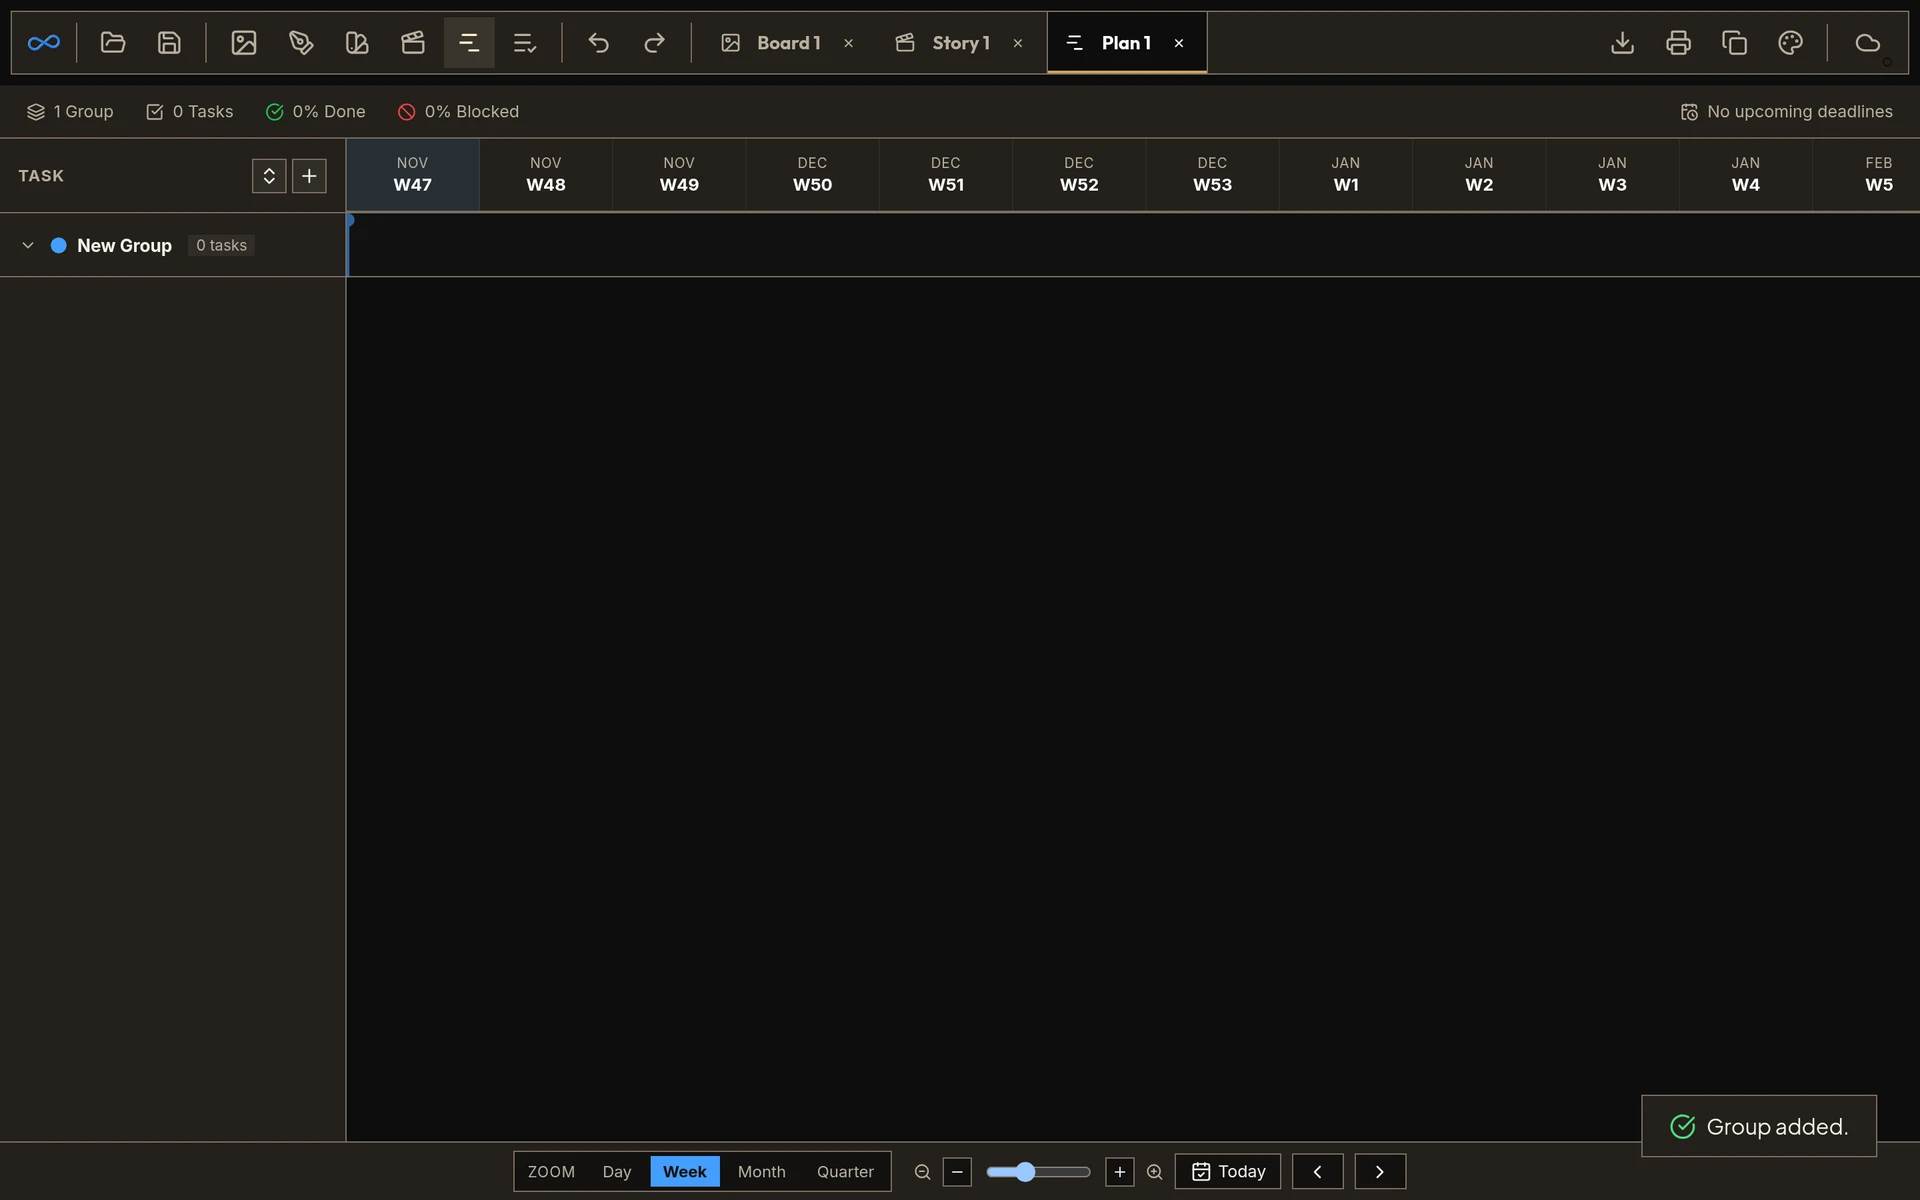 Board 1
Story 1
Plan 1
1 Group
0 Tasks
0% Done
0% Blocked
No upcoming deadlines
TASK
NOV
W47
NOV
W48
NOV
W49
DEC
W50
DEC
W51
DEC
W52
DEC
W53
JAN
W1
JAN
W2
JAN
W3
JAN
W4
FEB
W5
New Group
0 tasks
Group added.
ZOOM
Day
Week
Month
Quarter
Today